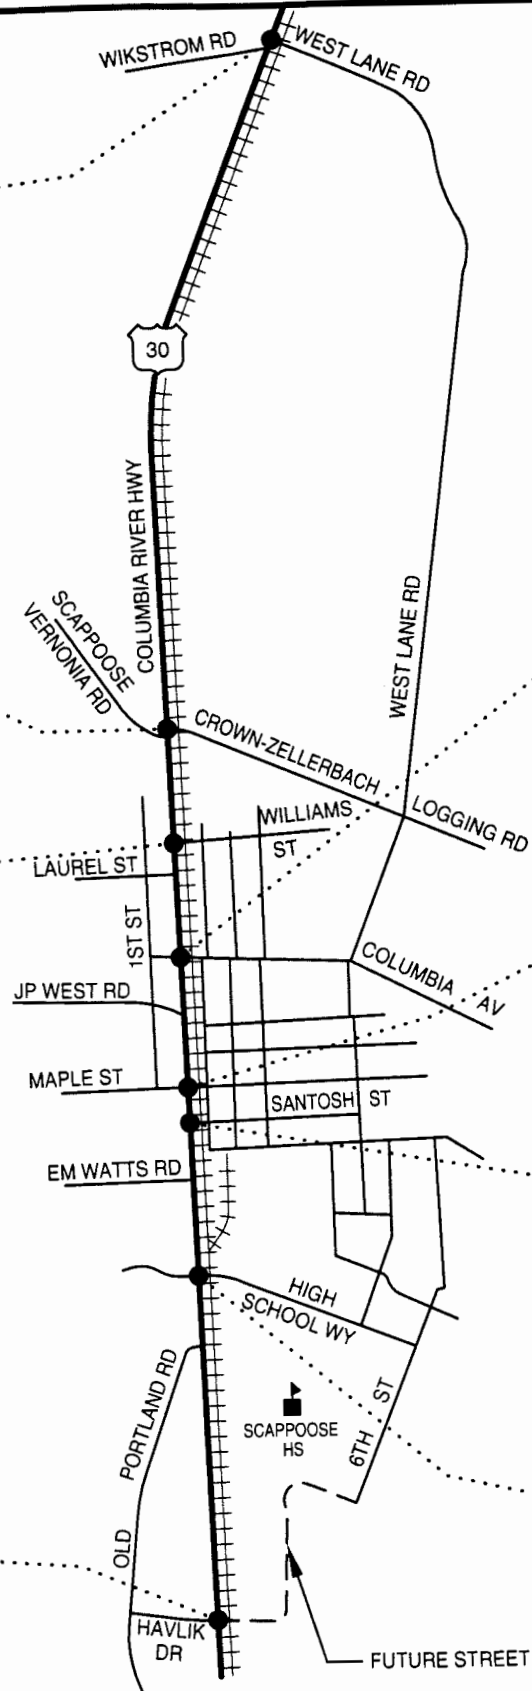 WIKSTROM RD
WEST LANE RD
30
COLUMBIA RIVER HWY
WEST LANE RD
SCAPPOOSE
VERNONIA RD
CROWN-ZELLERBACH
LOGGING RD
WILLIAMS
ST
LAUREL ST
1ST ST
COLUMBIA AV
JP WEST RD
MAPLE ST
SANTOSH ST
EM WATTS RD
HIGH
SCHOOL WY
OLD PORTLAND RD
SCAPPOOSE
HS
6TH ST
HAVLIK
DR
FUTURE STREET